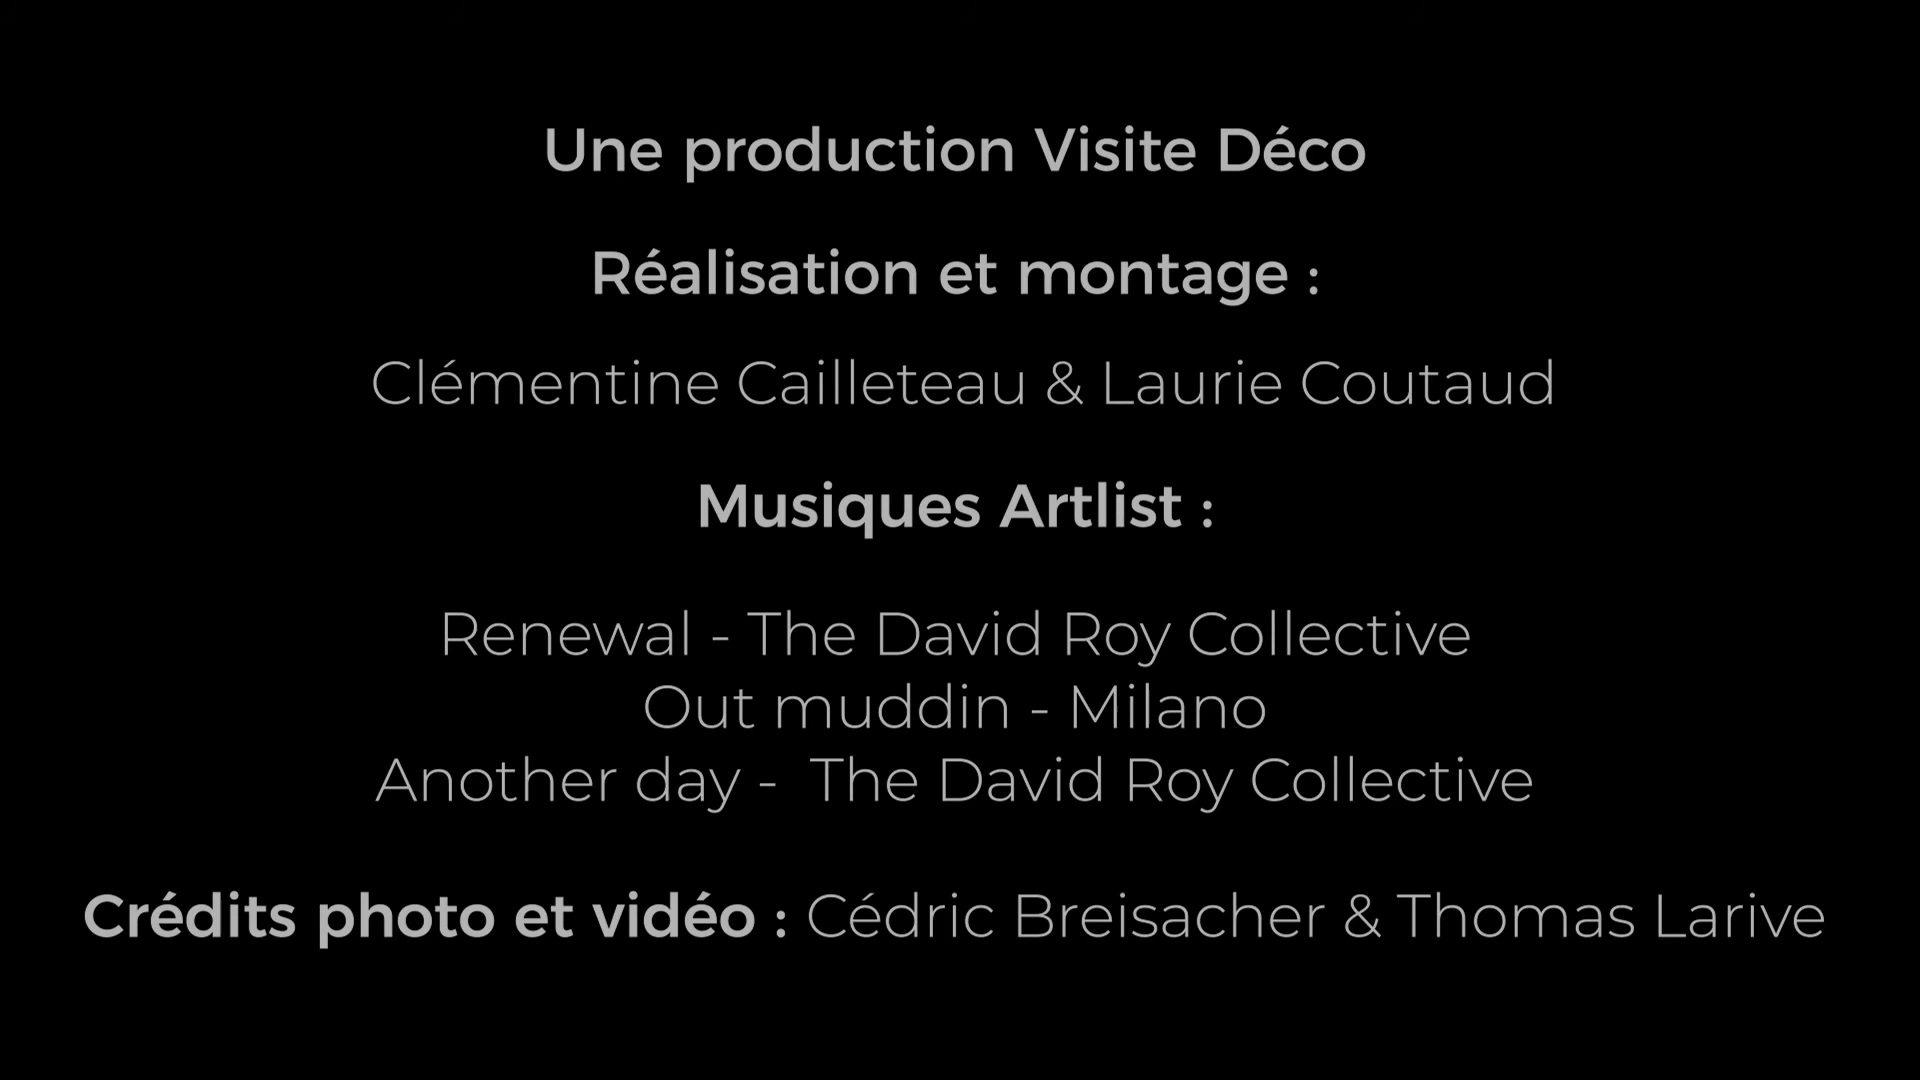 Une production Visite Déco
Réalisation et montage :
Clémentine Cailleteau & Laurie Coutaud
Musiques Artlist :
Renewal - The David Roy Collective
Out muddin - Milano
Another day -  The David Roy Collective
Crédits photo et vidéo : Cédric Breisacher & Thomas Larive